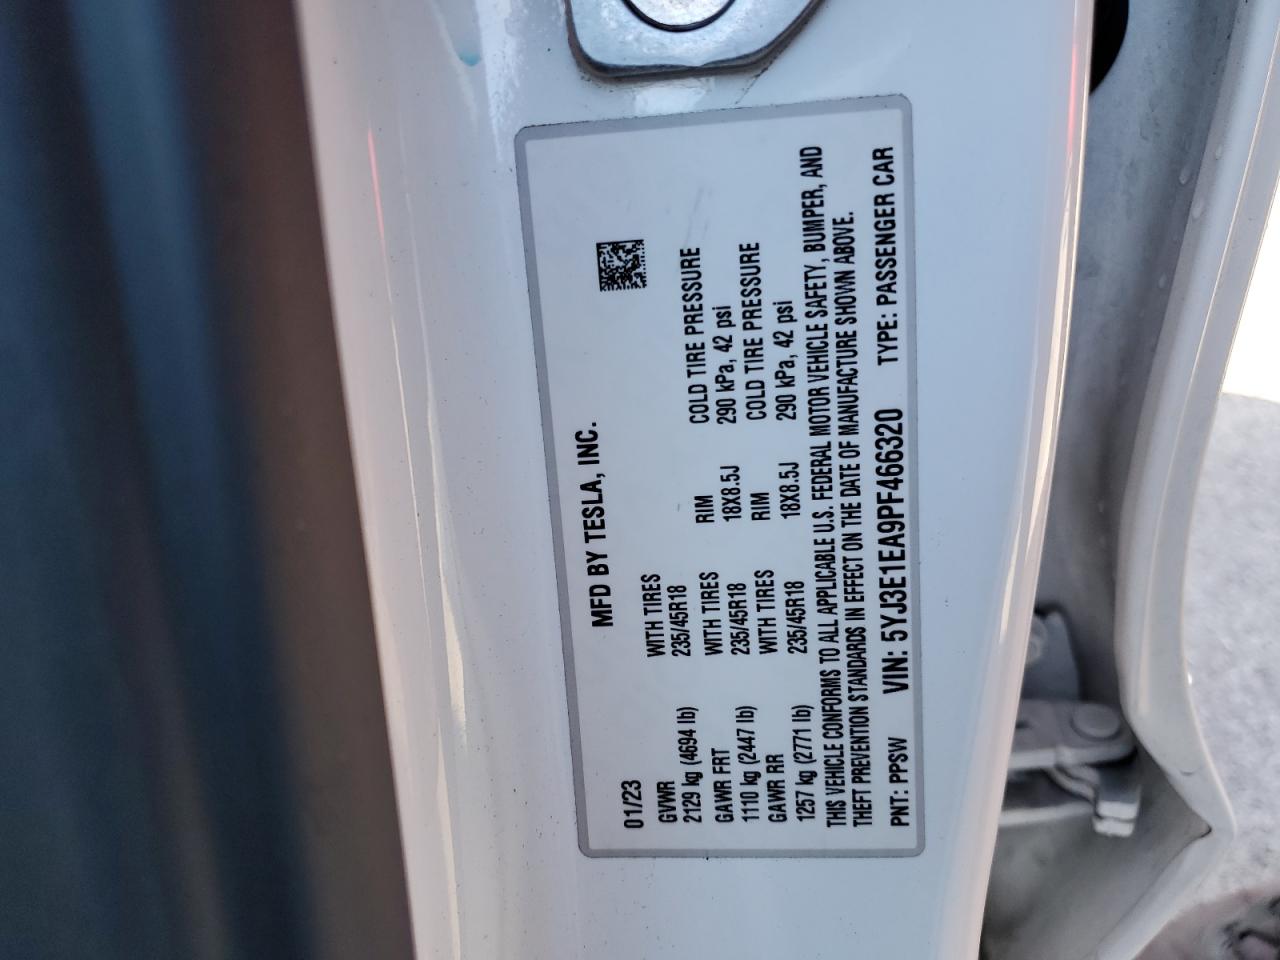 MFD BY TESLA, INC.
01/23
GVWR WITH TIRES
2129 kg (4694 lb) 235/45R18
GAWR FRT WITH TIRES RIM COLD TIRE PRESSURE
1110 kg (2447 lb) 235/45R18 18X8.5J 290 kPa, 42 psi
GAWR RR WITH TIRES RIM COLD TIRE PRESSURE
1257 kg (2771 lb) 235/45R18 18X8.5J 290 kPa, 42 psi
THIS VEHICLE CONFORMS TO ALL APPLICABLE U.S. FEDERAL MOTOR VEHICLE SAFETY, BUMPER, AND
THEFT PREVENTION STANDARDS IN EFFECT ON THE DATE OF MANUFACTURE SHOWN ABOVE.
PNT: PPSW VIN: 5YJ3E1EA9PF466320 TYPE: PASSENGER CAR